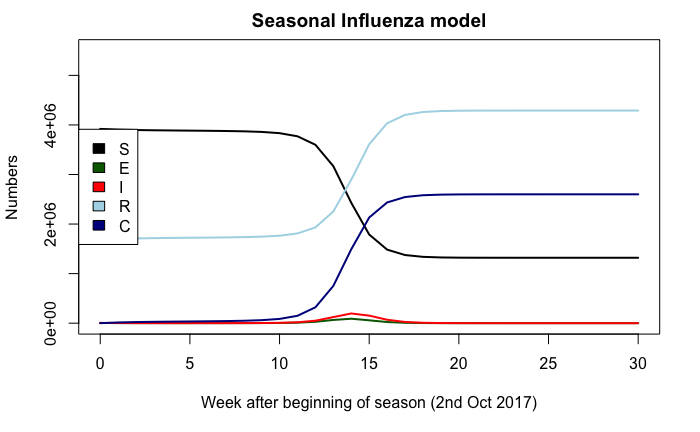 Seasonal Influenza model
Numbers
4e+06
2e+06
0e+00
S
E
I
R
C
0 5 10 15 20 25 30
Week after beginning of season (2nd Oct 2017)